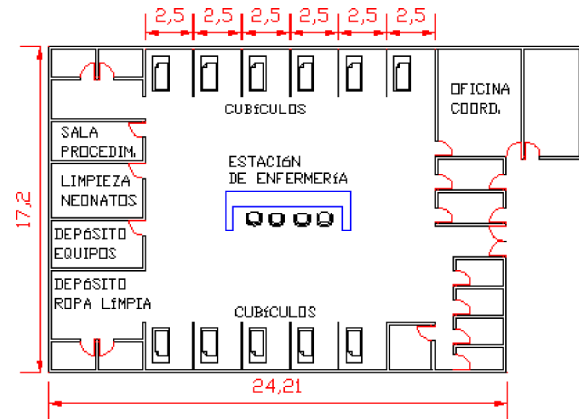 2,5 2,5 2,5 2,5 2,5 2,5
OFICINA
COORD.
CUBíCULOS
SALA
PROCEDIM.
ESTACIóN
DE ENFERMERíA
LIMPIEZA
NEONATOS
17,2
DEPóSITO
EQUIPOS
DEPóSITO
ROPA LíMPIA
CUBíCULOS
24,21